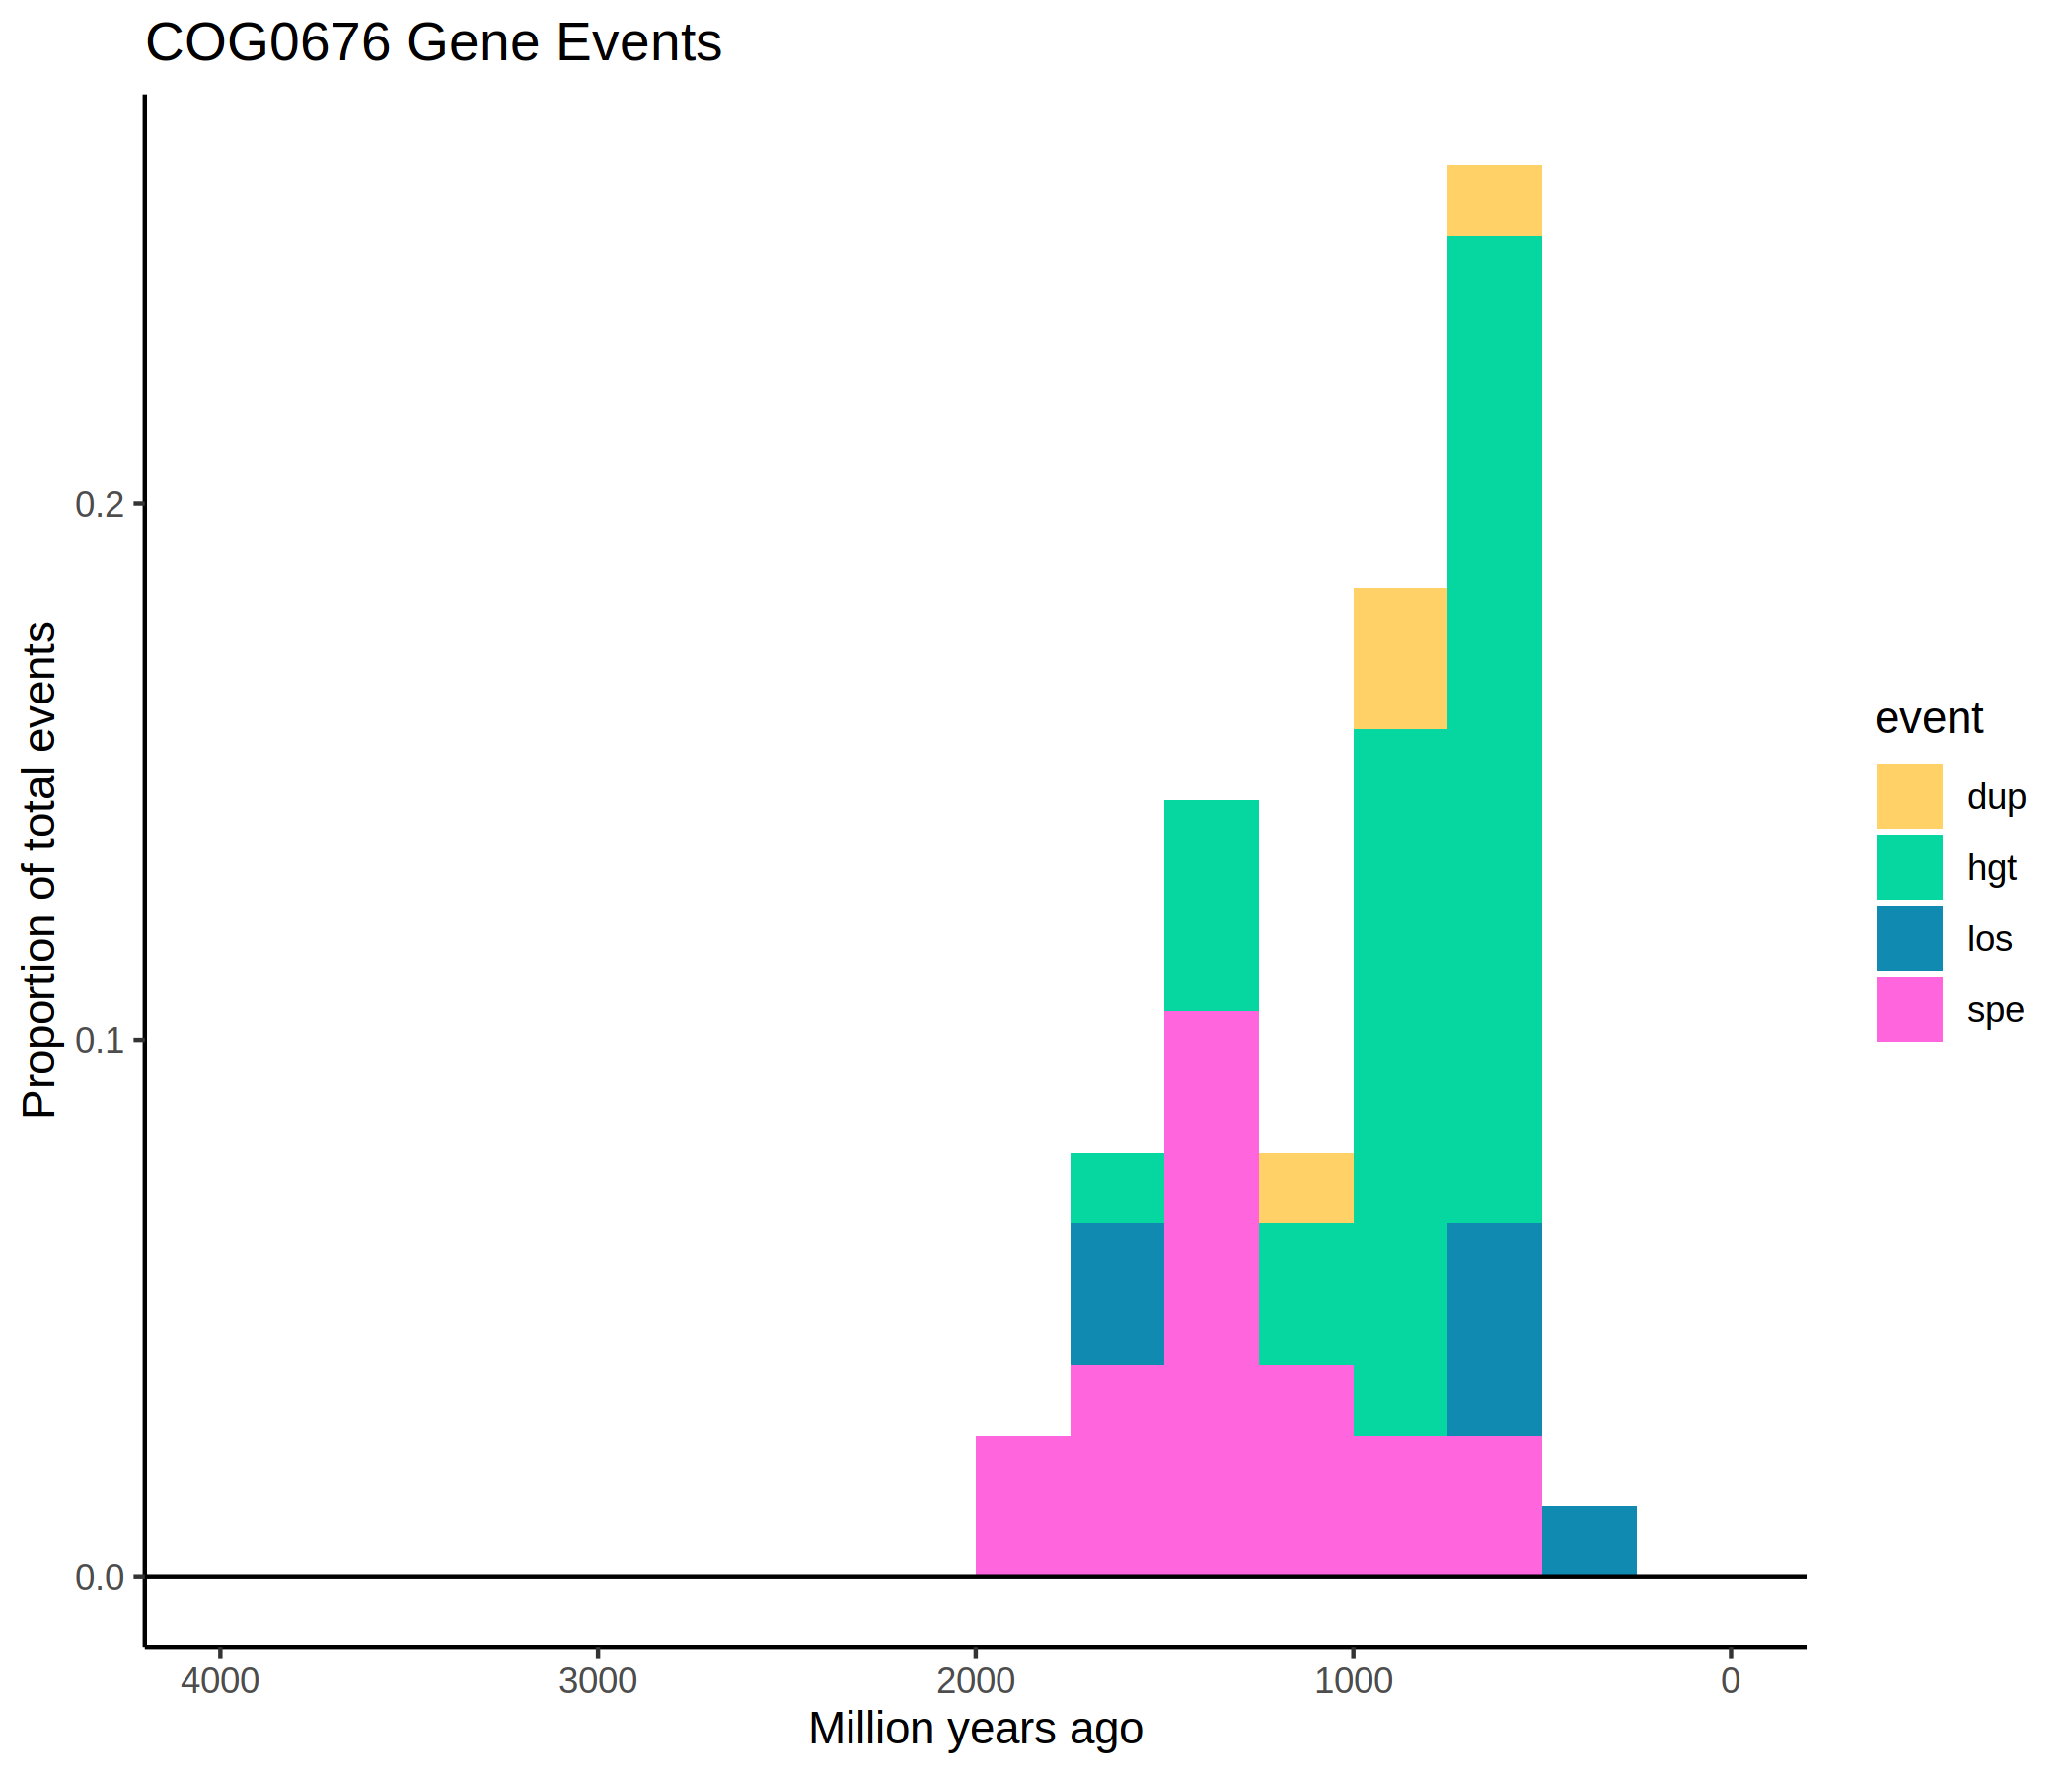 COG0676 Gene Events
Proportion of total events
0.2
0.1
0.0
4000 3000 2000 1000 0
Million years ago
event
dup
hgt
los
spe